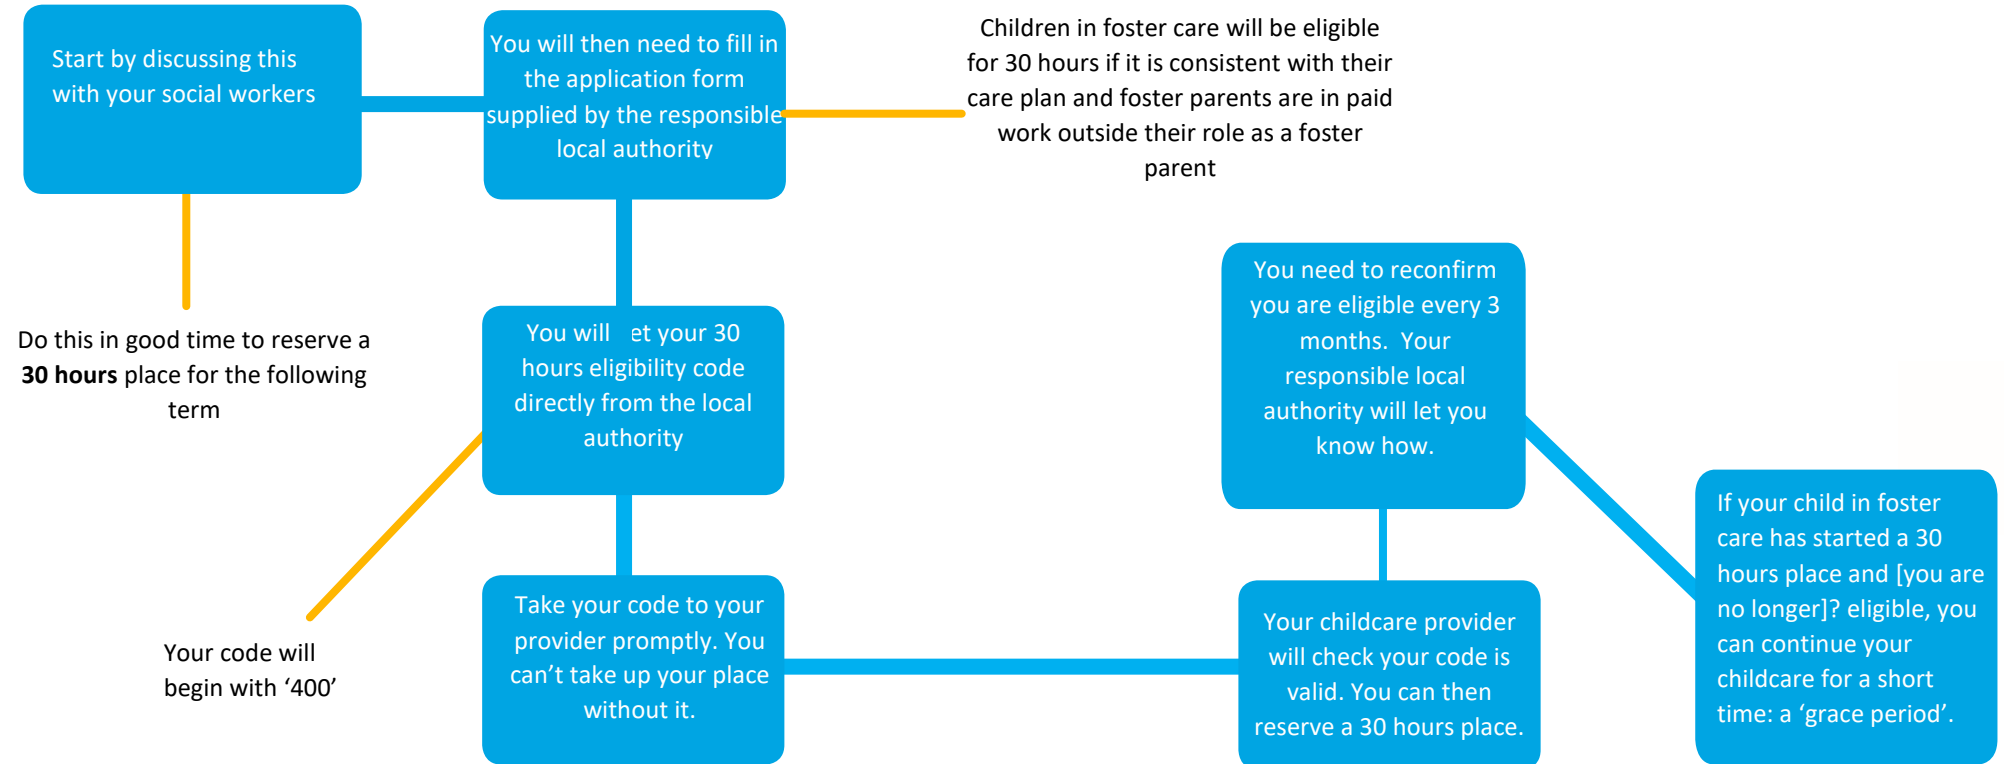 Start by discussing this
with your social workers
You will then need to fill in
the application form
supplied by the responsible
local authority
Children in foster care will be eligible
for 30 hours if it is consistent with their
care plan and foster parents are in paid
work outside their role as a foster
parent
Do this in good time to reserve a
30 hours place for the following
term
You will et your 30
hours eligibility code
directly from the local
authority
Your code will
begin with ‘400’
Take your code to your
provider promptly. You
can’t take up your place
without it.
Your childcare provider
will check your code is
valid. You can then
reserve a 30 hours place.
You need to reconfirm
you are eligible every 3
months. Your
responsible local
authority will let you
know how.
If your child in foster
care has started a 30
hours place and [you are
no longer]? eligible, you
can continue your
childcare for a short
time: a ‘grace period’.